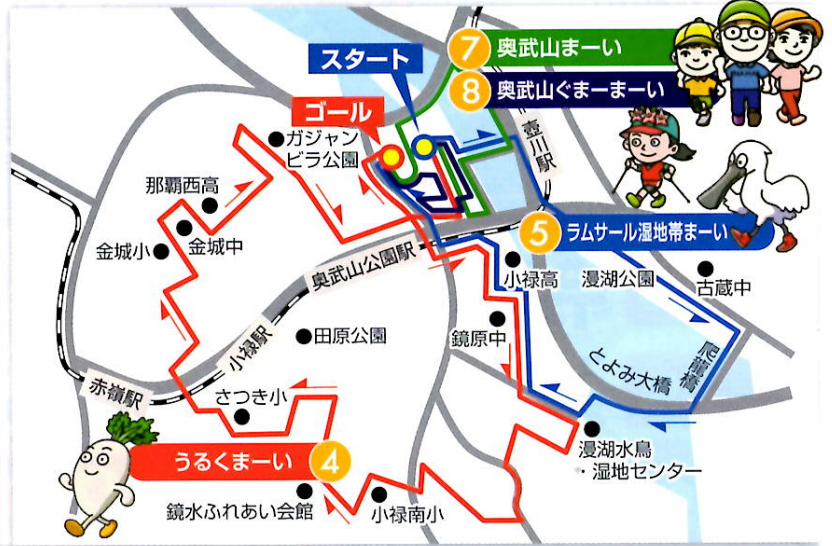 スタート
⑦ 奥武山まーい
⑧ 奥武山ぐまーまーい
ゴール
ガジャン
ビラ公園
壺川駅
那覇西高
金城中
金城小
⑤ ラムサール湿地帯まーい
奥武山公園駅
小禄高
漫湖公園
古蔵中
小禄駅
田原公園
鏡原中
とよみ大橋
爬龍橋
赤嶺駅
さつき小
うるくまーい ④
漫湖水鳥
・湿地センター
鏡水ふれあい会館
小禄南小